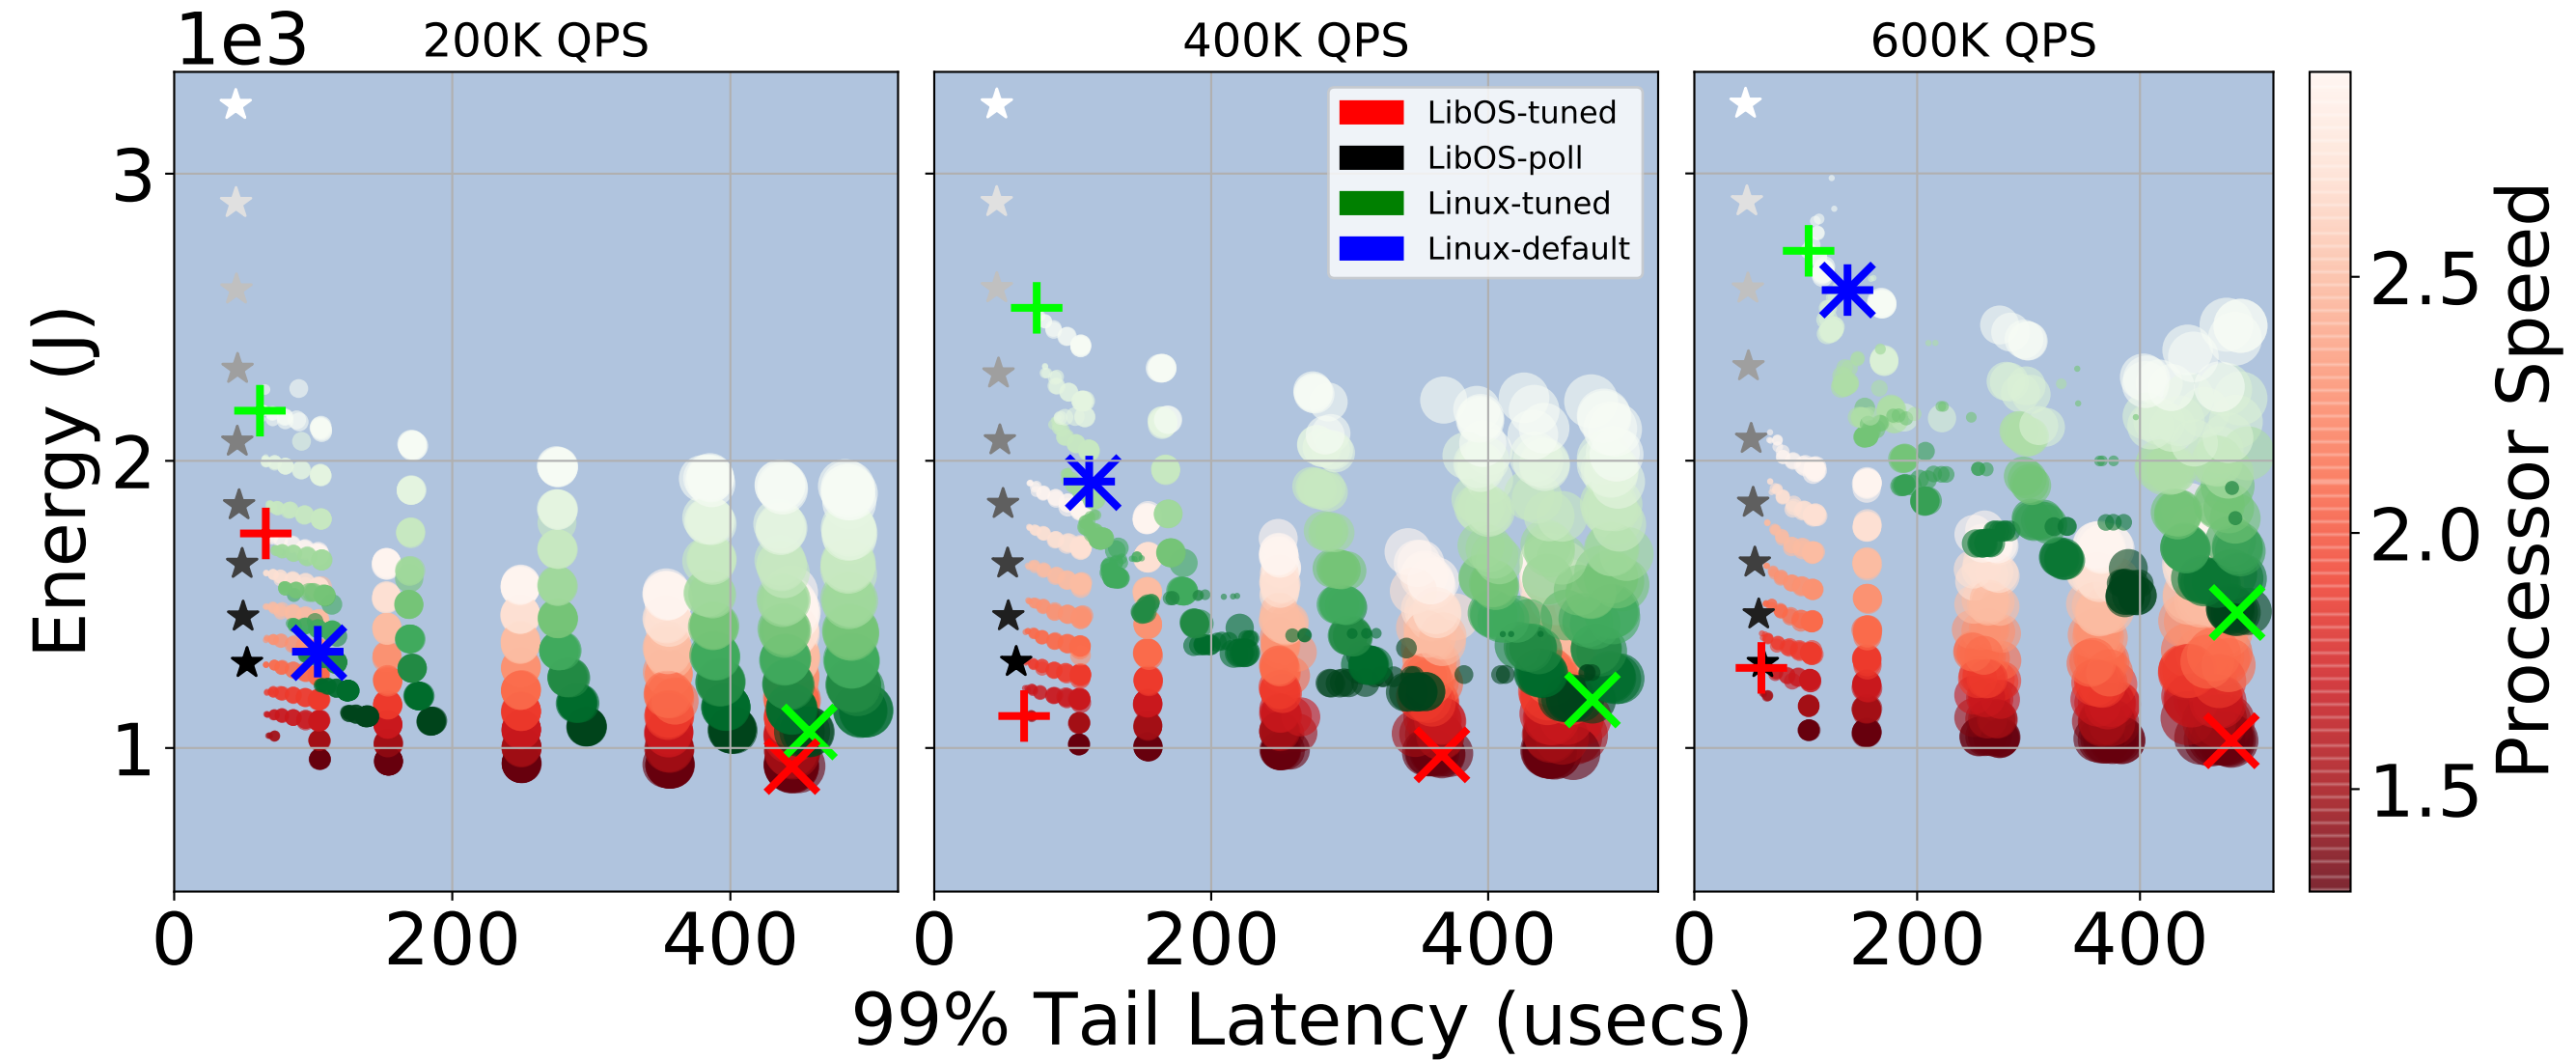 1e3
200K QPS
400K QPS
600K QPS
LibOS-tuned
LibOS-poll
Linux-tuned
Linux-default
Energy (J)
3
2
1
0
200
400
0
200
400
0
200
400
99% Tail Latency (usecs)
2.5
2.0
1.5
Processor Speed